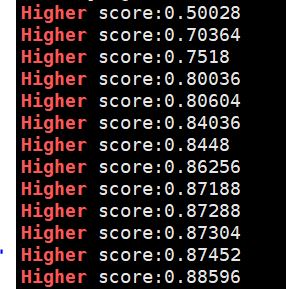 Higher score:0.50028
Higher score:0.70364
Higher score:0.7518
Higher score:0.80036
Higher score:0.80604
Higher score:0.84036
Higher score:0.8448
Higher score:0.86256
Higher score:0.87188
Higher score:0.87288
Higher score:0.87304
Higher score:0.87452
Higher score:0.88596